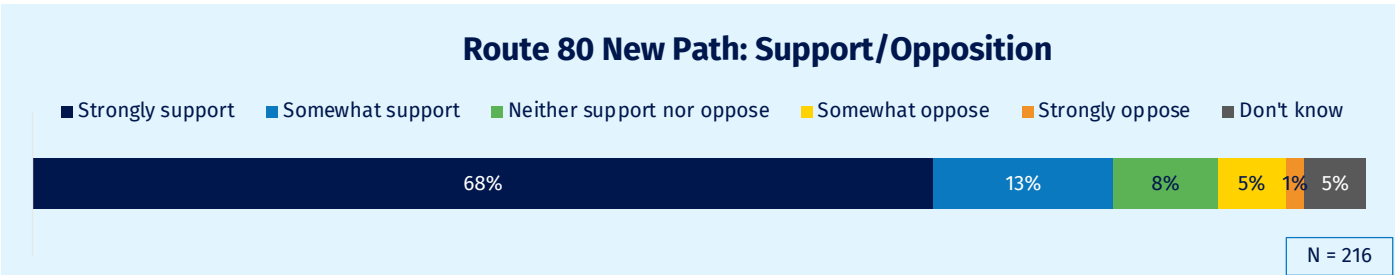 Route 80 New Path: Support/Opposition
Strongly support Somewhat support Neither support nor oppose Somewhat oppose Strongly oppose Don't know
68% 13% 8% 5% 1% 5%
N = 216